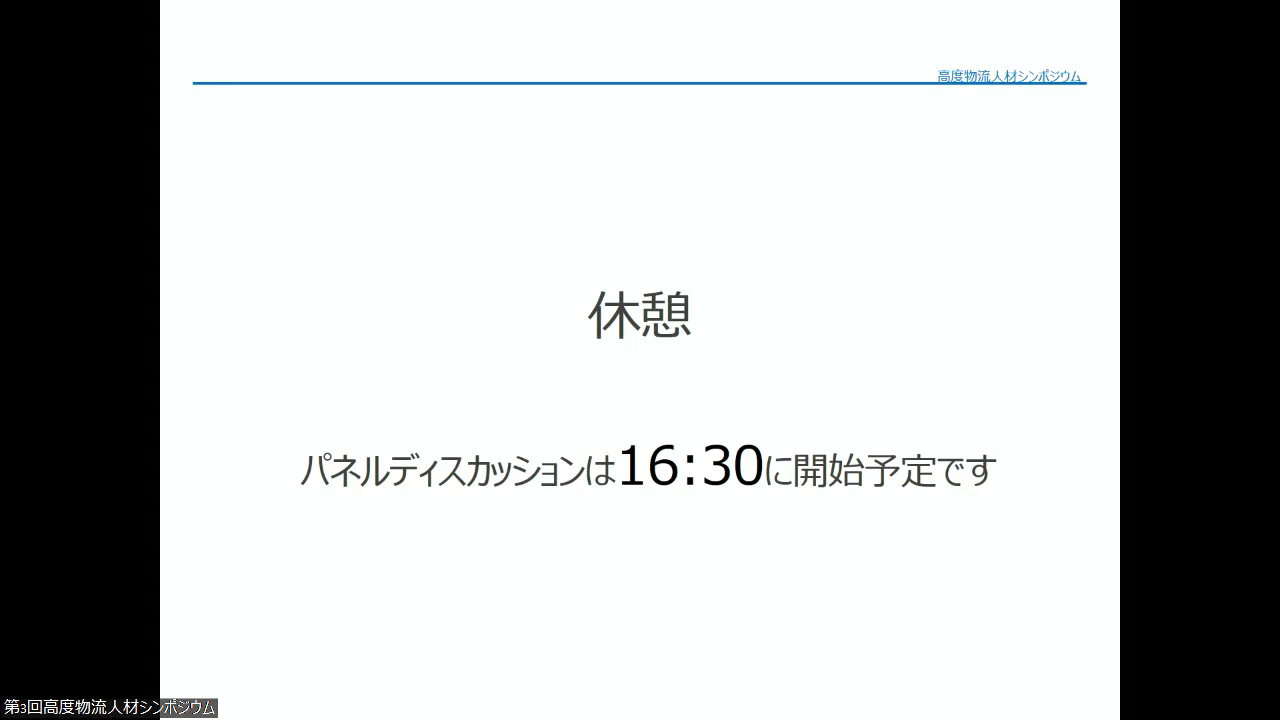 高度物流人材シンポジウム
休憩
パネルディスカッションは16:30に開始予定です
第3回高度物流人材シンポジウム